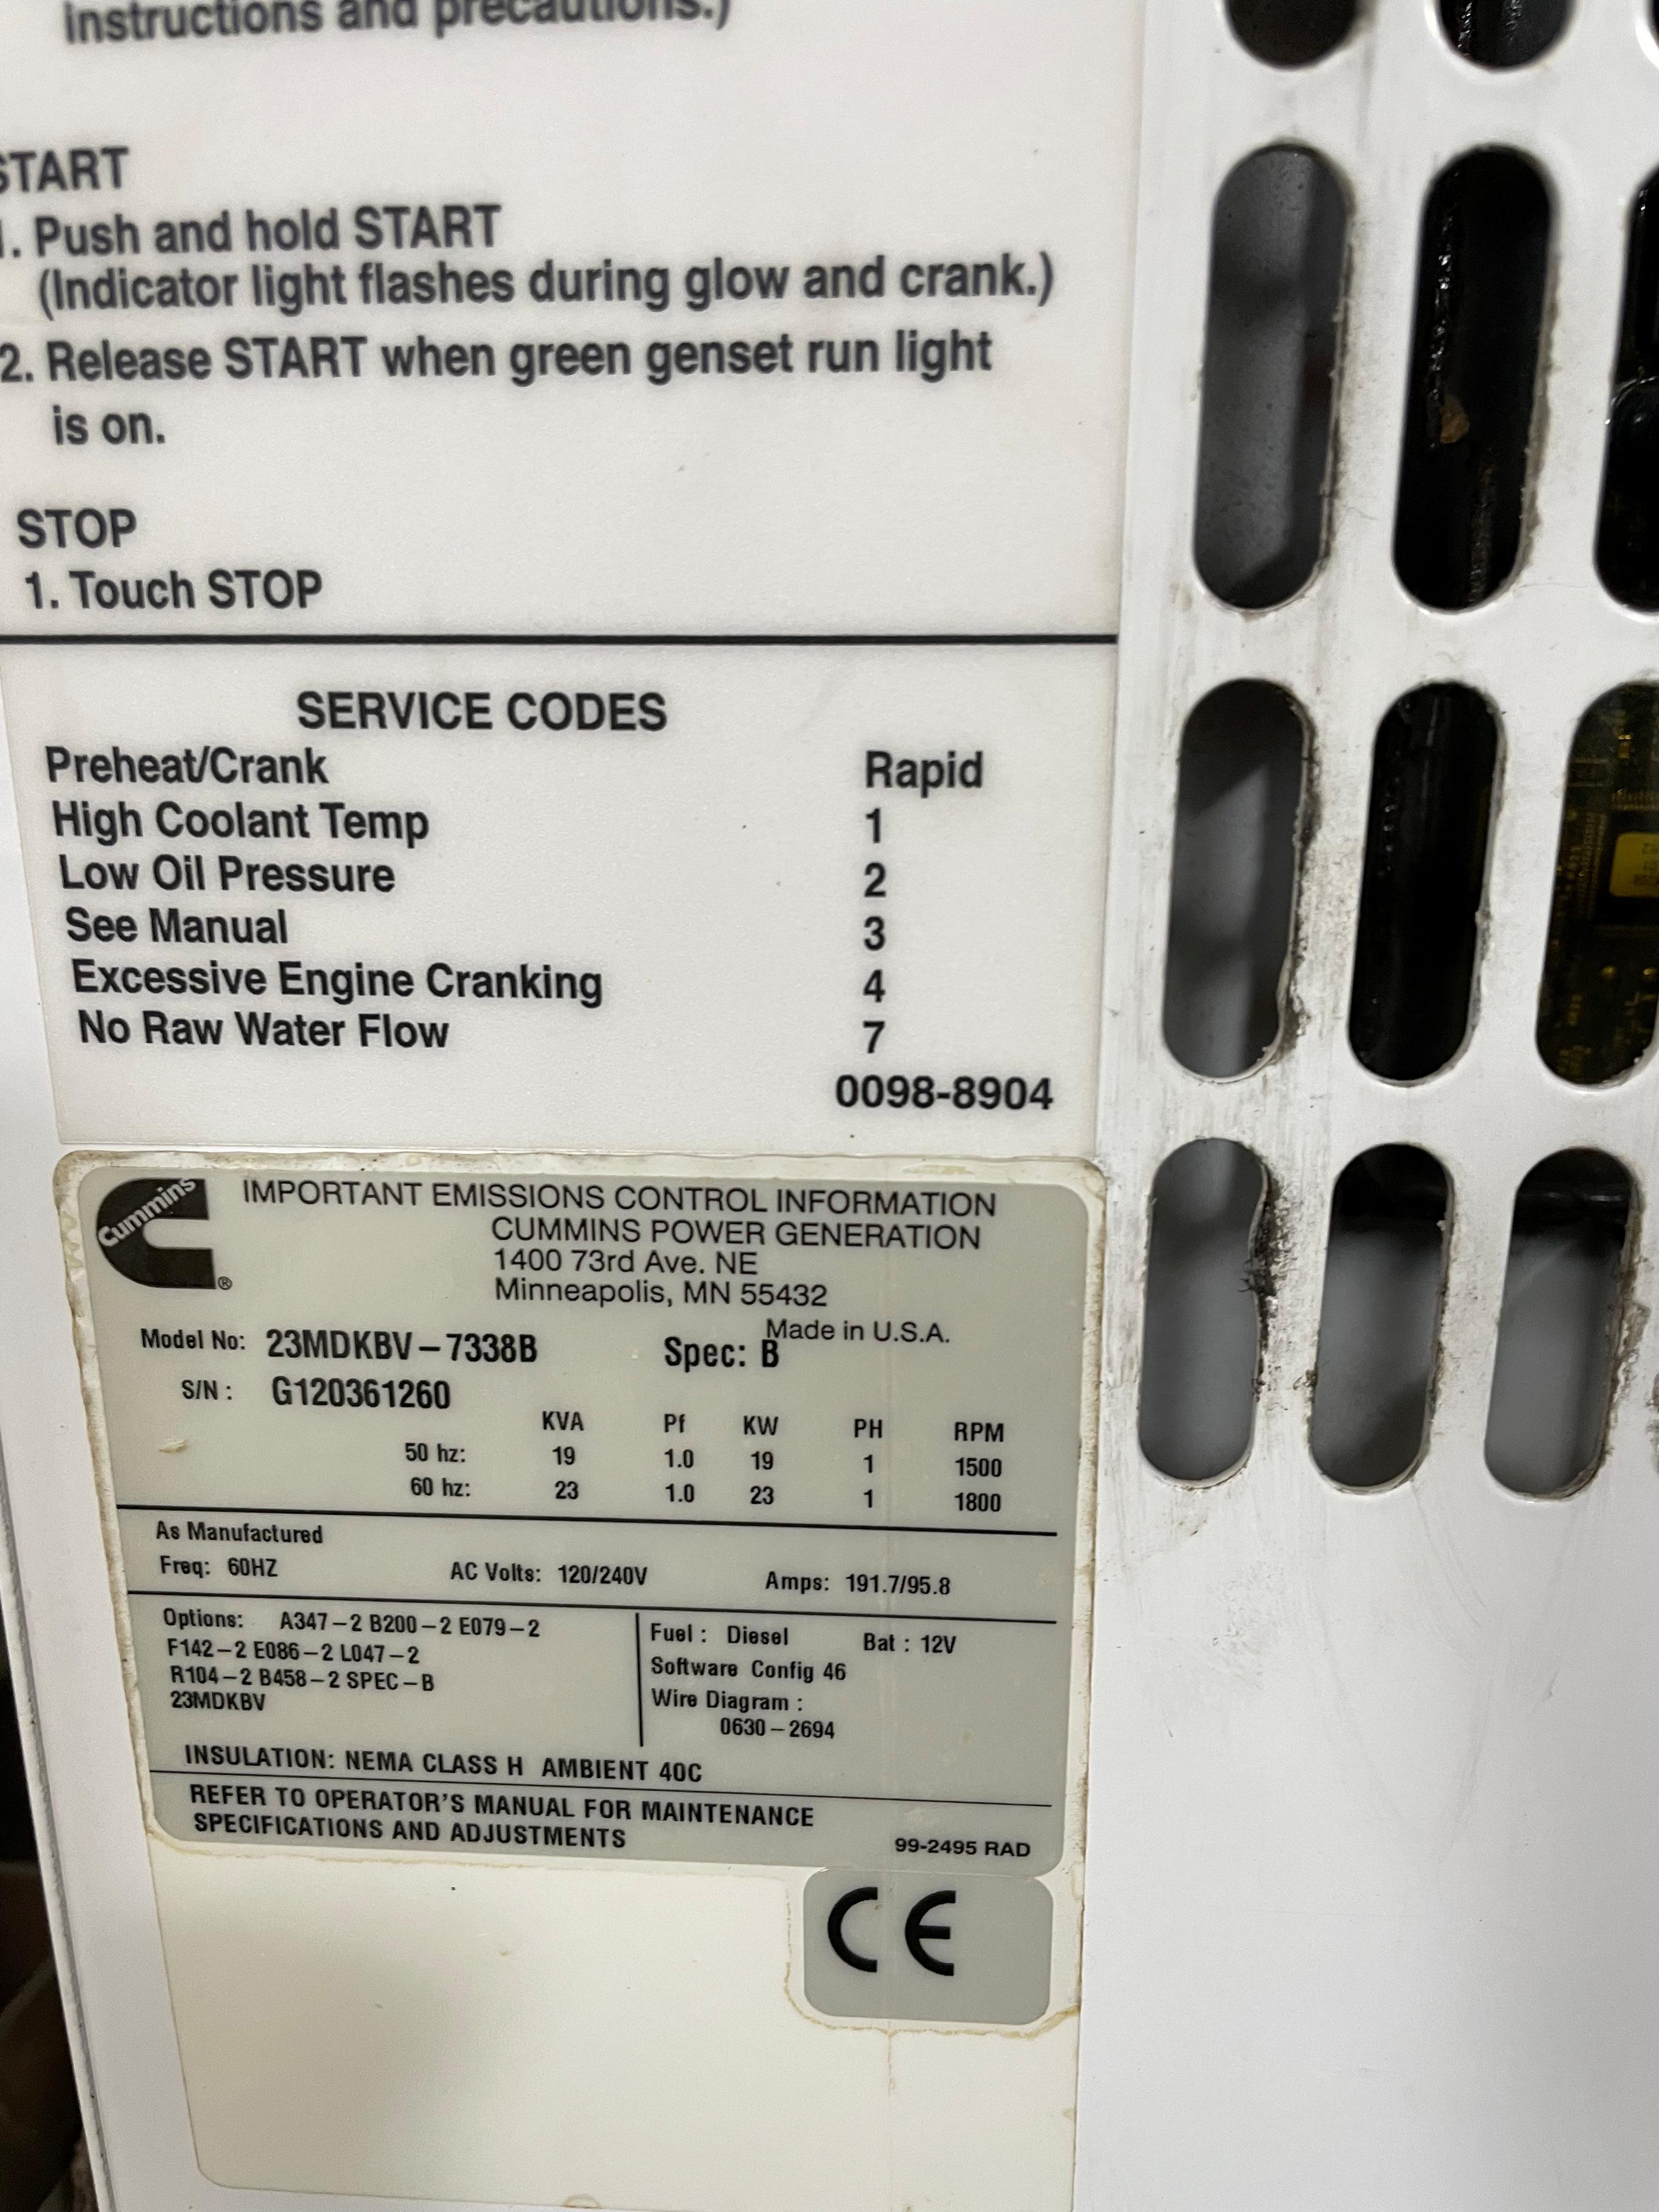 instructions and precautions.)
START
1. Push and hold START
(Indicator light flashes during glow and crank.)
2. Release START when green genset run light
is on.
STOP
1. Touch STOP
SERVICE CODES
Preheat/Crank Rapid
High Coolant Temp 1
Low Oil Pressure 2
See Manual 3
Excessive Engine Cranking 4
No Raw Water Flow 7
0098-8904
Cummins ®
IMPORTANT EMISSIONS CONTROL INFORMATION
CUMMINS POWER GENERATION
1400 73rd Ave. NE
Minneapolis, MN 55432
Made in U.S.A.
Model No: 23MDKBV-7338B Spec: B
S/N: G120361260
KVA Pf KW PH RPM
50 hz: 19 1.0 19 1 1500
60 hz: 23 1.0 23 1 1800
As Manufactured
Freq: 60HZ AC Volts: 120/240V Amps: 191.7/95.8
Options: A347-2 B200-2 E079-2
F142-2 E086-2 L047-2
R104-2 B458-2 SPEC-B
23MDKBV
Fuel: Diesel Bat: 12V
Software Config 46
Wire Diagram:
0630-2694
INSULATION: NEMA CLASS H AMBIENT 40C
REFER TO OPERATOR'S MANUAL FOR MAINTENANCE
SPECIFICATIONS AND ADJUSTMENTS
99-2495 RAD
CE